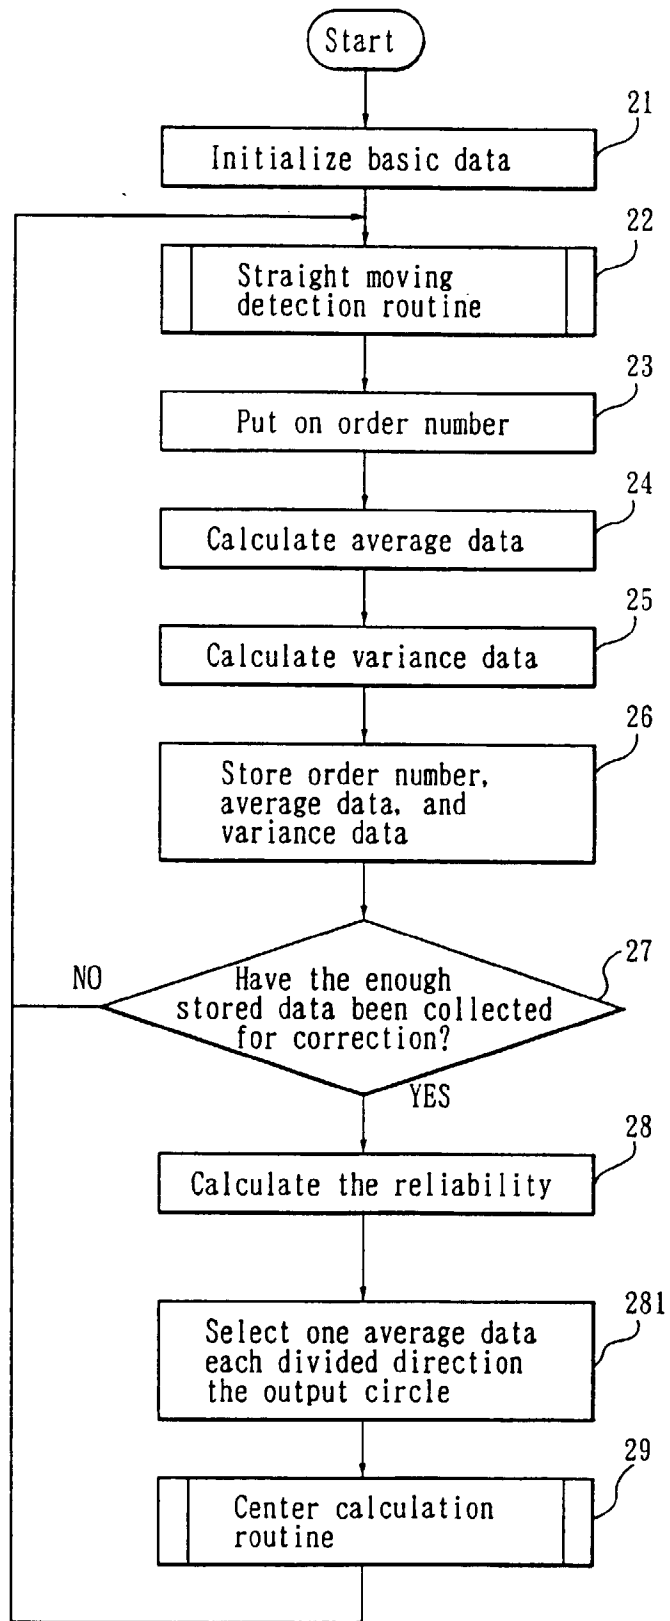 Start
21
Initialize basic data
22
Straight moving
detection routine
23
Put on order number
24
Calculate average data
25
Calculate variance data
26
Store order number,
average data, and
variance data
27
NO
Have the enough
stored data been collected
for correction?
YES
28
Calculate the reliability
281
Select one average data
each divided direction
the output circle
29
Center calculation
routine